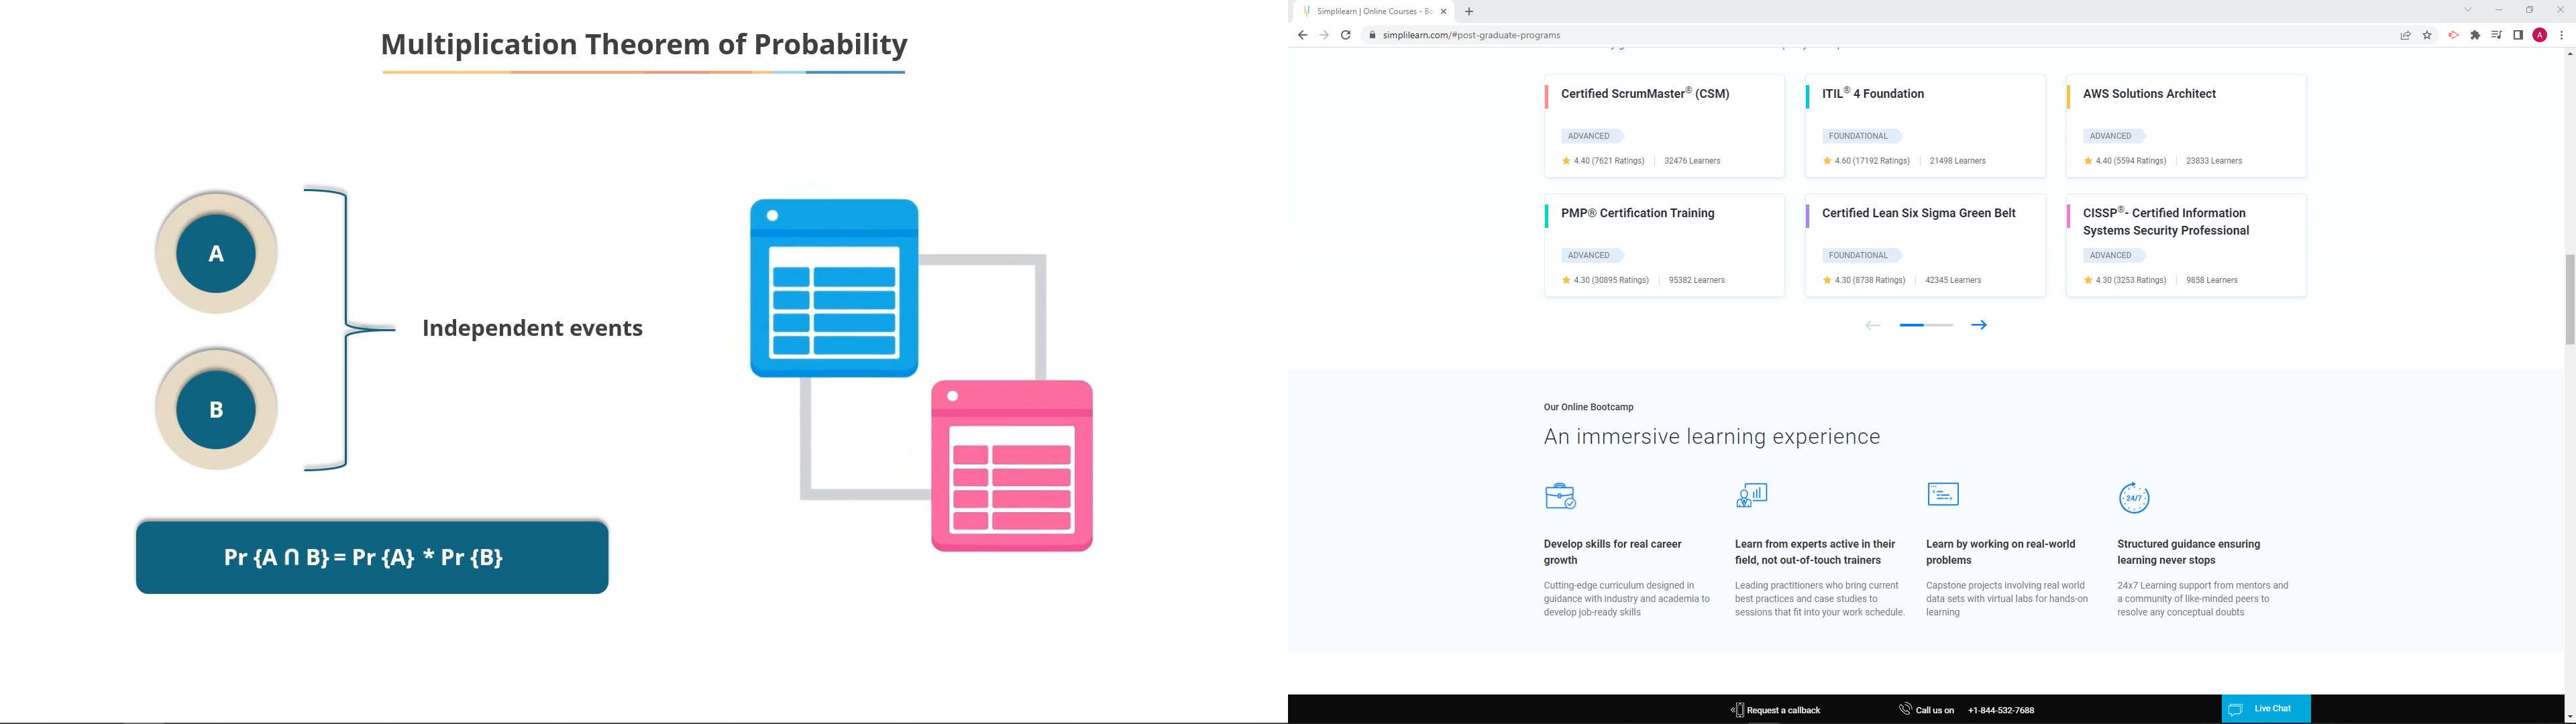 Multiplication Theorem of Probability
A
Independent events
B
Pr {A ∩ B} = Pr {A} * Pr {B}
Simplilearn | Online Courses - Bo
simplilearn.com/#post-graduate-programs
A
Certified ScrumMaster® (CSM)
ADVANCED
4.40 (7621 Ratings) | 32476 Learners
ITIL® 4 Foundation
FOUNDATIONAL
4.60 (17192 Ratings) | 21498 Learners
AWS Solutions Architect
ADVANCED
4.40 (5594 Ratings) | 23833 Learners
PMP® Certification Training
ADVANCED
4.30 (30895 Ratings) | 95382 Learners
Certified Lean Six Sigma Green Belt
FOUNDATIONAL
4.30 (8738 Ratings) | 42345 Learners
CISSP®- Certified Information
Systems Security Professional
ADVANCED
4.30 (3253 Ratings) | 9858 Learners
Our Online Bootcamp
An immersive learning experience
Develop skills for real career
growth
Cutting-edge curriculum designed in
guidance with industry and academia to
develop job-ready skills
Learn from experts active in their
field, not out-of-touch trainers
Leading practitioners who bring current
best practices and case studies to
sessions that fit into your work schedule.
Learn by working on real-world
problems
Capstone projects involving real world
data sets with virtual labs for hands-on
learning
24/7
Structured guidance ensuring
learning never stops
24x7 Learning support from mentors and
a community of like-minded peers to
resolve any conceptual doubts
Request a callback
Call us on +1-844-532-7688
Live Chat